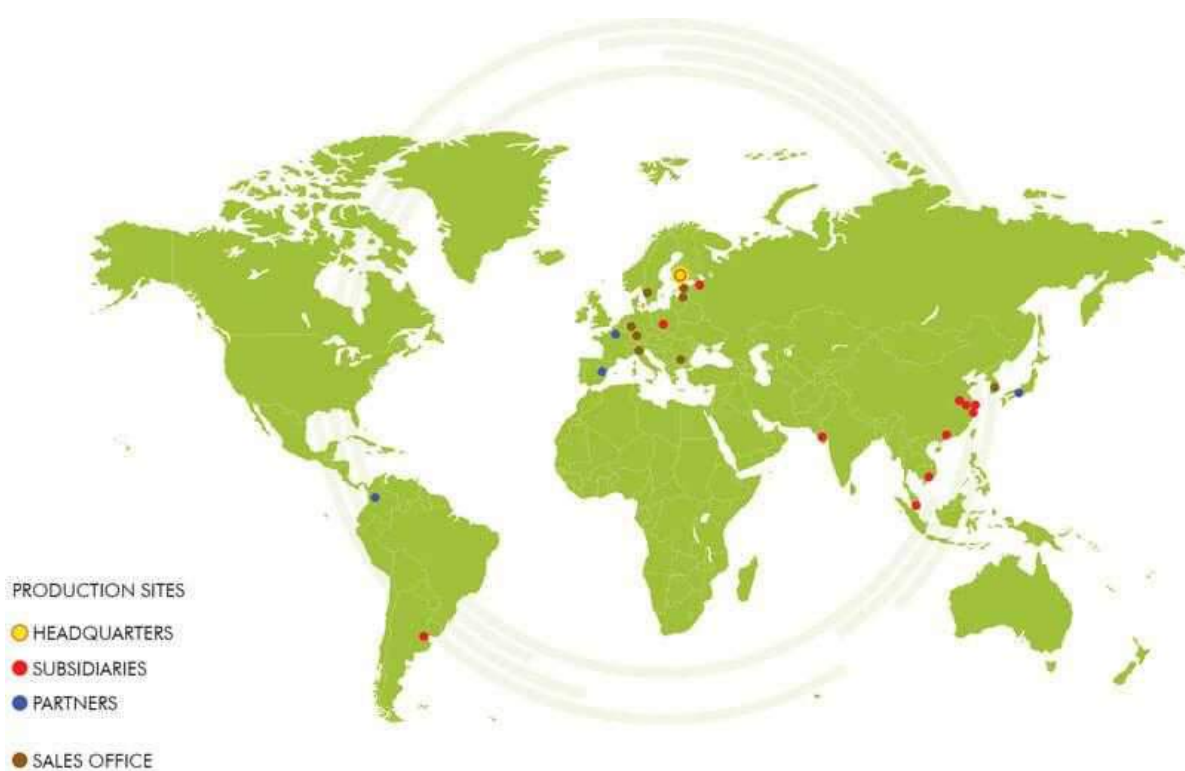 PRODUCTION SITES
HEADQUARTERS
SUBSIDIARIES
PARTNERS
SALES OFFICE